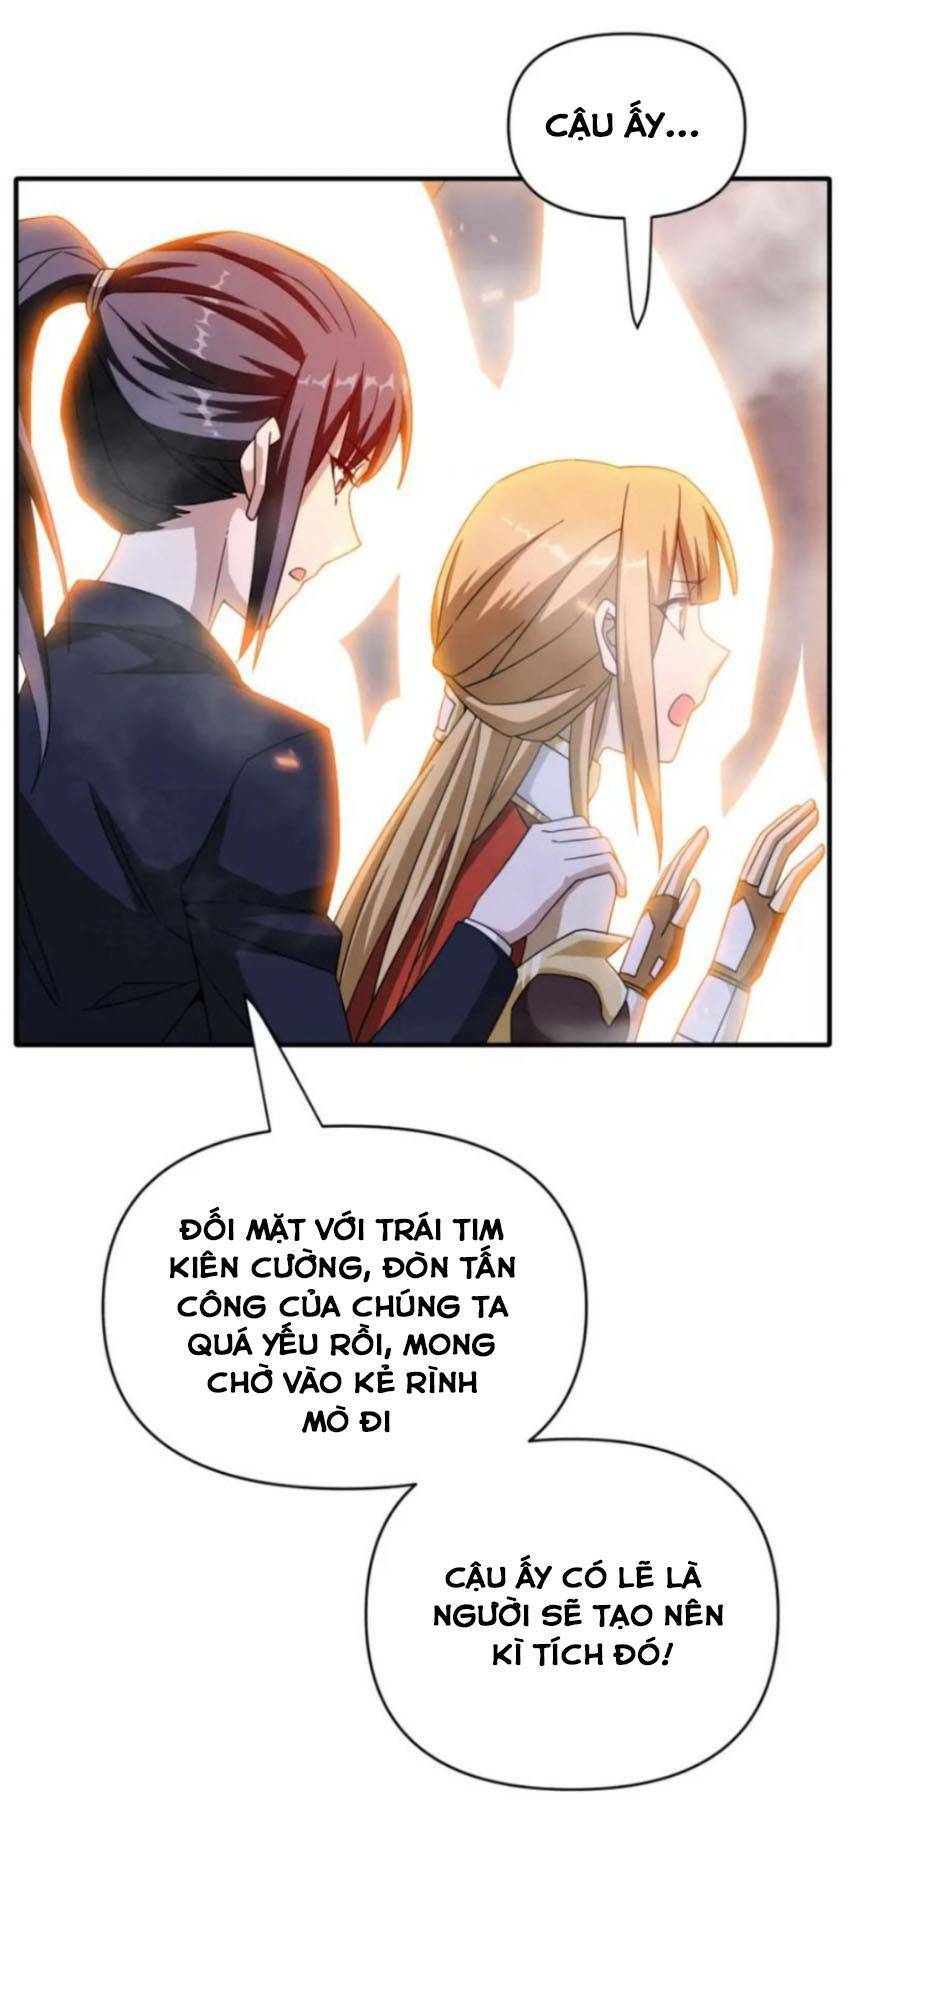 CẬU ẤY...
ĐỐI MẶT VỚI TRÁI TIM
KIÊN CƯỜNG, ĐÒN TẤN
CÔNG CỦA CHÚNG TA
QUÁ YẾU RỒI, MONG
CHỜ VÀO KẺ RÌNH
MÒ ĐI
CẬU ẤY CÓ LẼ LÀ
NGƯỜI SẼ TẠO NÊN
KÌ TÍCH ĐÓ!